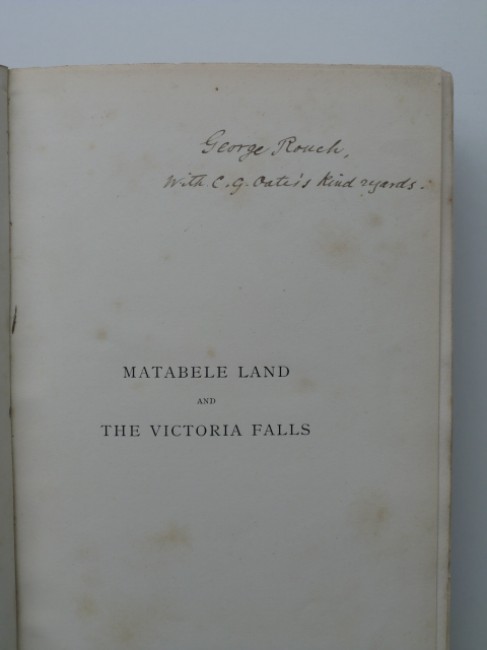 George Rouch,
With C. G. Oates's Kind regards.
MATABELE LAND
AND
THE VICTORIA FALLS